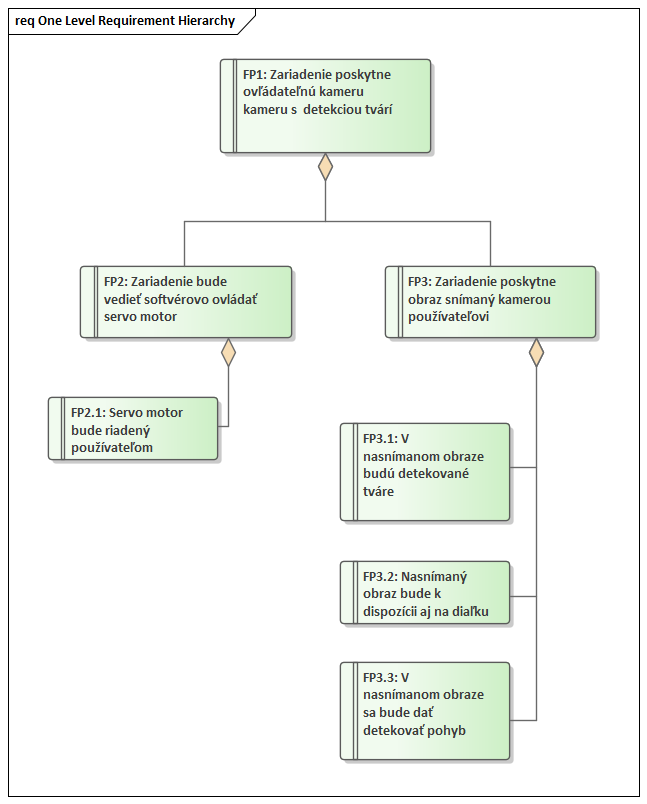 req One Level Requirement Hierarchy
FP1: Zariadenie poskytne
ovľádateľnú kameru
kameru s detekciou tvárí
FP2: Zariadenie bude
vedieť softvérovo ovládať
servo motor
FP3: Zariadenie poskytne
obraz snímaný kamerou
používateľovi
FP2.1: Servo motor
bude riadený
používateľom
FP3.1: V
nasnímanom obraze
budú detekované
tváre
FP3.2: Nasnímaný
obraz bude k
dispozícii aj na diaľku
FP3.3: V
nasnímanom obraze
sa bude dať
detekovať pohyb